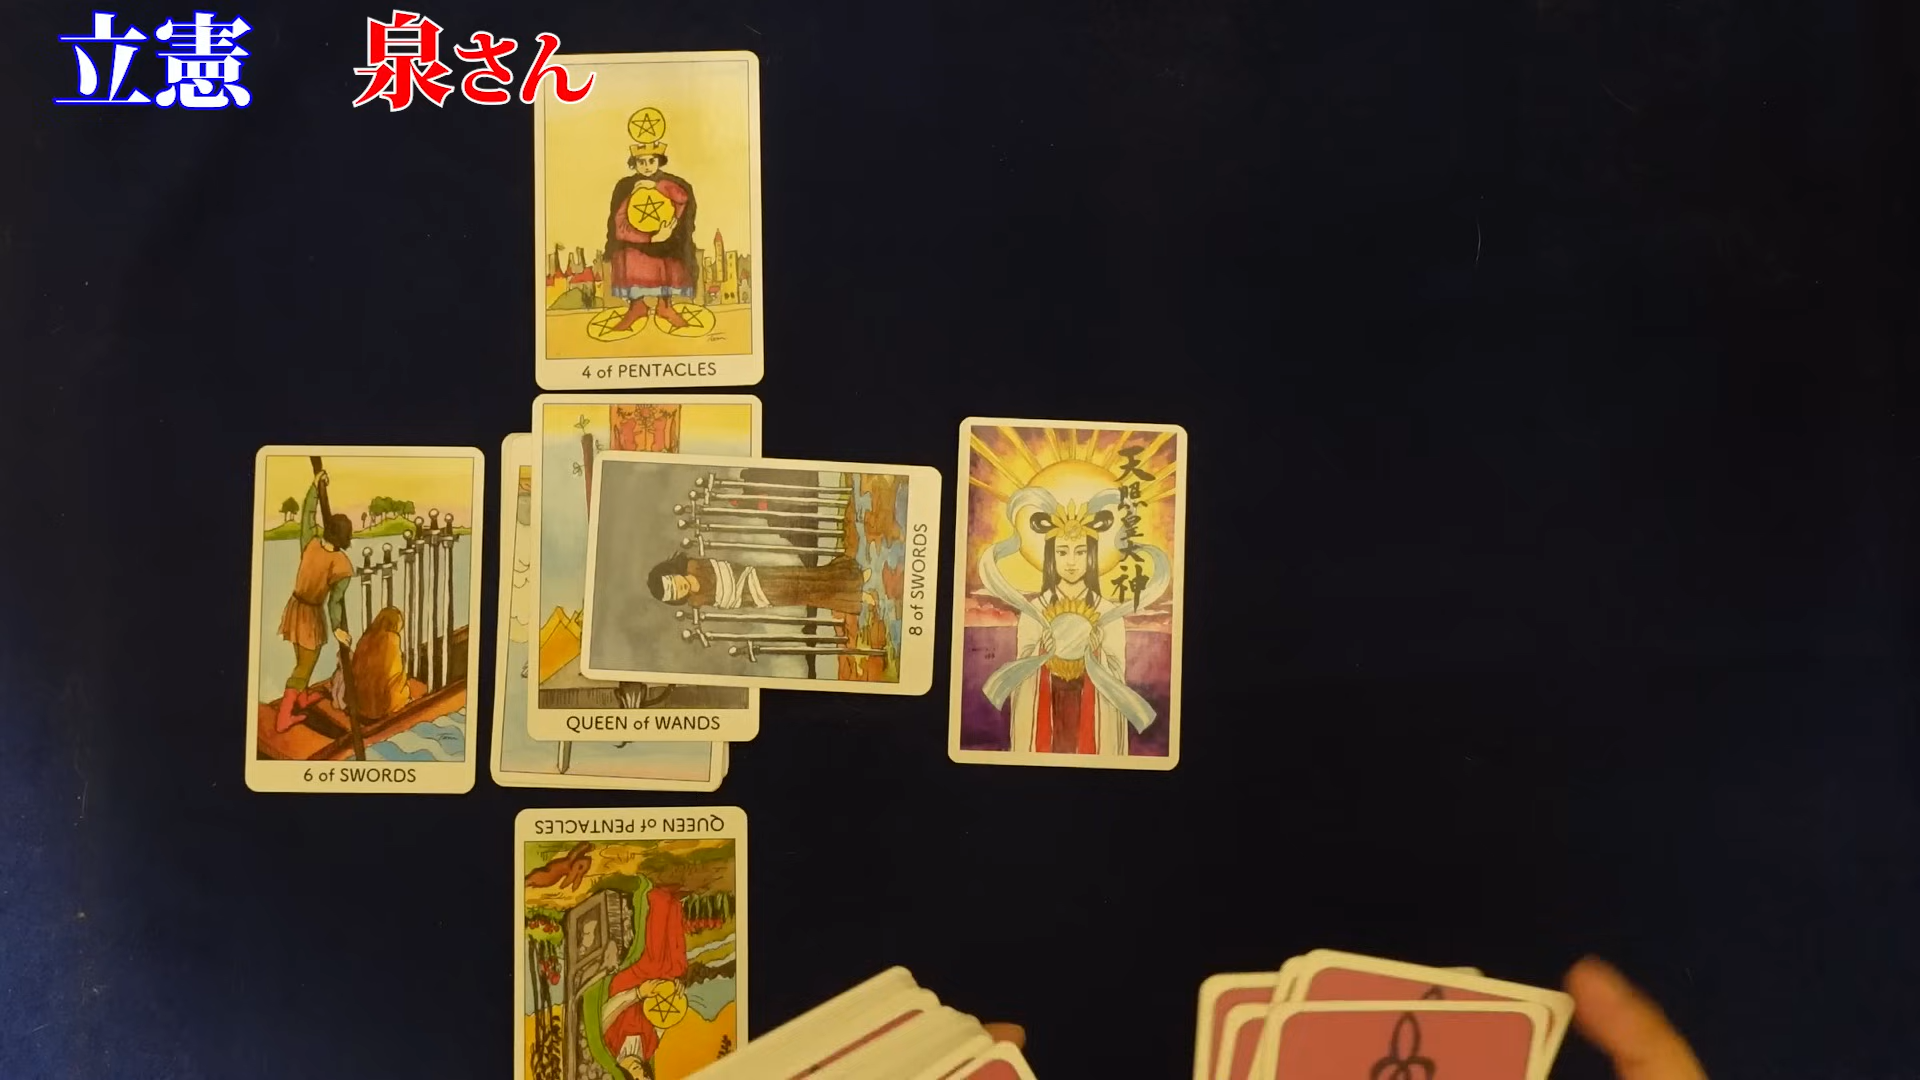 立憲 泉さん
4 of PENTACLES
8 of SWORDS
天照皇大神
QUEEN of WANDS
6 of SWORDS
QUEEN of PENTACLES